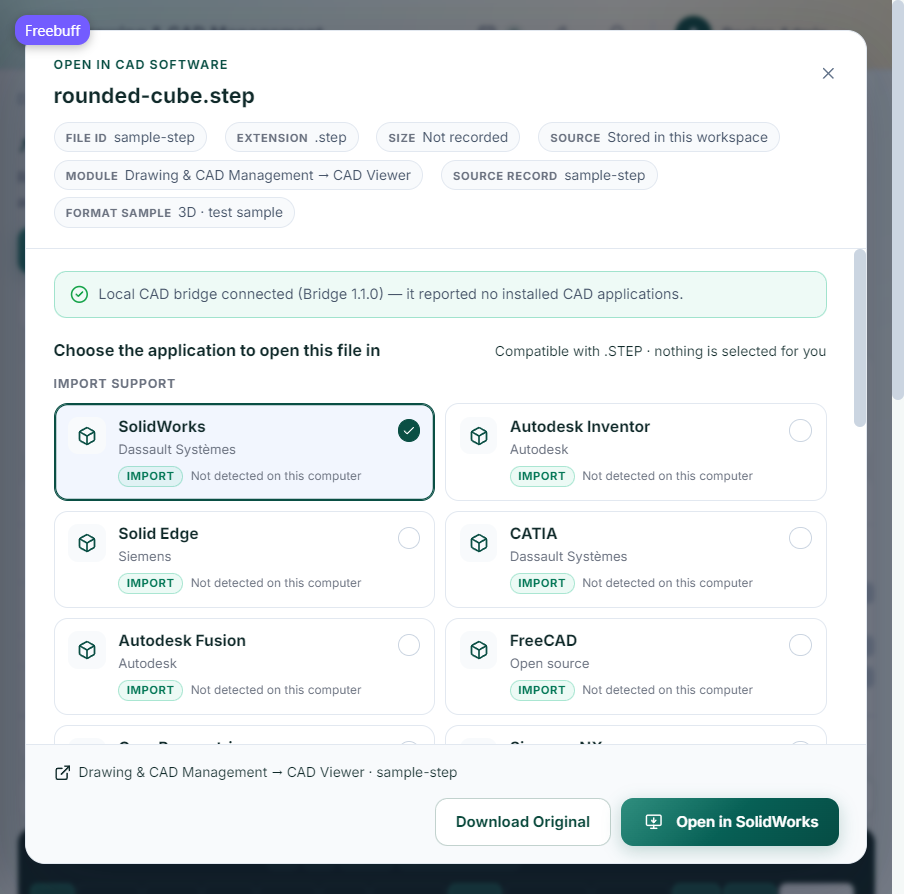 Freebuff
OPEN IN CAD SOFTWARE
rounded-cube.step
FILE ID sample-step EXTENSION .step SIZE Not recorded SOURCE Stored in this workspace
MODULE Drawing & CAD Management → CAD Viewer SOURCE RECORD sample-step
FORMAT SAMPLE 3D · test sample
Local CAD bridge connected (Bridge 1.1.0) — it reported no installed CAD applications.
Choose the application to open this file in Compatible with .STEP · nothing is selected for you
IMPORT SUPPORT
SolidWorks
Dassault Systèmes
IMPORT Not detected on this computer
Autodesk Inventor
Autodesk
IMPORT Not detected on this computer
Solid Edge
Siemens
IMPORT Not detected on this computer
CATIA
Dassault Systèmes
IMPORT Not detected on this computer
Autodesk Fusion
Autodesk
IMPORT Not detected on this computer
FreeCAD
Open source
IMPORT Not detected on this computer
Drawing & CAD Management → CAD Viewer · sample-step
Download Original
Open in SolidWorks